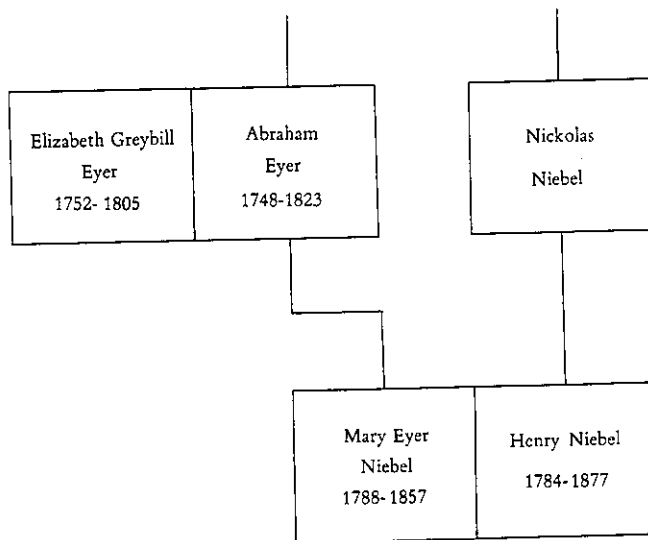 Elizabeth Greybill
Eyer
1752- 1805
Abraham
Eyer
1748-1823
Nickolas
Niebel
Mary Eyer
Niebel
1788- 1857
Henry Niebel
1784-1877